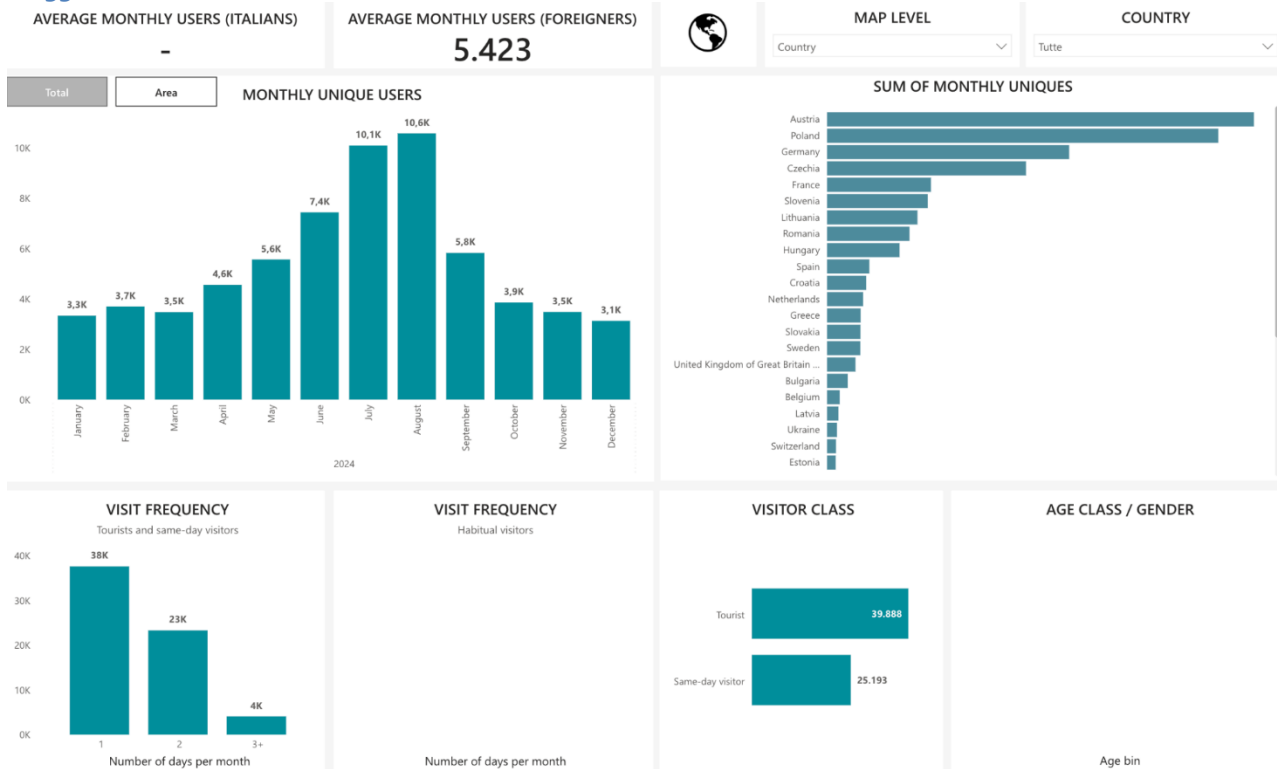 AVERAGE MONTHLY USERS (ITALIANS)
-
AVERAGE MONTHLY USERS (FOREIGNERS)
5.423
MAP LEVEL
Country
COUNTRY
Tutte
Total
Area
MONTHLY UNIQUE USERS
10K
8K
6K
4K
2K
0K
3,3K
3,7K
3,5K
4,6K
5,6K
7,4K
10,1K
10,6K
5,8K
3,9K
3,5K
3,1K
January
February
March
April
May
June
July
August
September
October
November
December
2024
SUM OF MONTHLY UNIQUES
Austria
Poland
Germany
Czechia
France
Slovenia
Lithuania
Romania
Hungary
Spain
Croatia
Netherlands
Greece
Slovakia
Sweden
United Kingdom of Great Britain ...
Bulgaria
Belgium
Latvia
Ukraine
Switzerland
Estonia
VISIT FREQUENCY
Tourists and same-day visitors
40K
30K
20K
10K
0K
38K
23K
4K
1
2
3+
Number of days per month
VISIT FREQUENCY
Habitual visitors
Number of days per month
VISITOR CLASS
Tourist
39.888
Same-day visitor
25.193
AGE CLASS / GENDER
Age bin